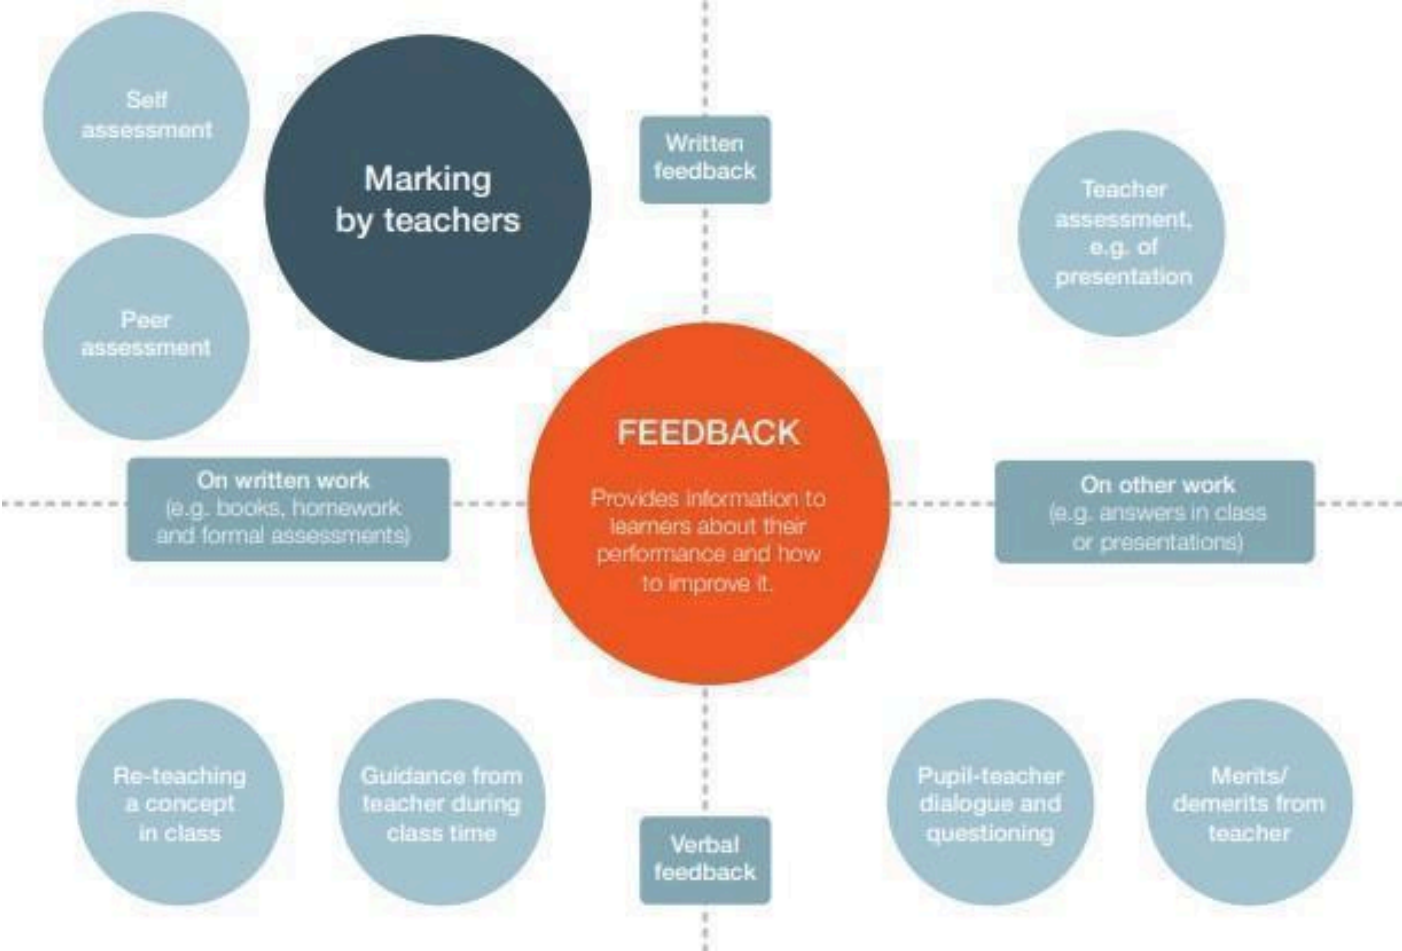 Self
assessment
Marking
by teachers
Written
feedback
Teacher
assessment,
e.g. of
presentation
Peer
assessment
FEEDBACK
Provides information to
learners about their
performance and how
to improve it.
On written work
(e.g. books, homework
and formal assessments)
On other work
(e.g. answers in class
or presentations)
Re-teaching
a concept
in class
Guidance from
teacher during
class time
Verbal
feedback
Pupil-teacher
dialogue and
questioning
Merits/
demerits from
teacher